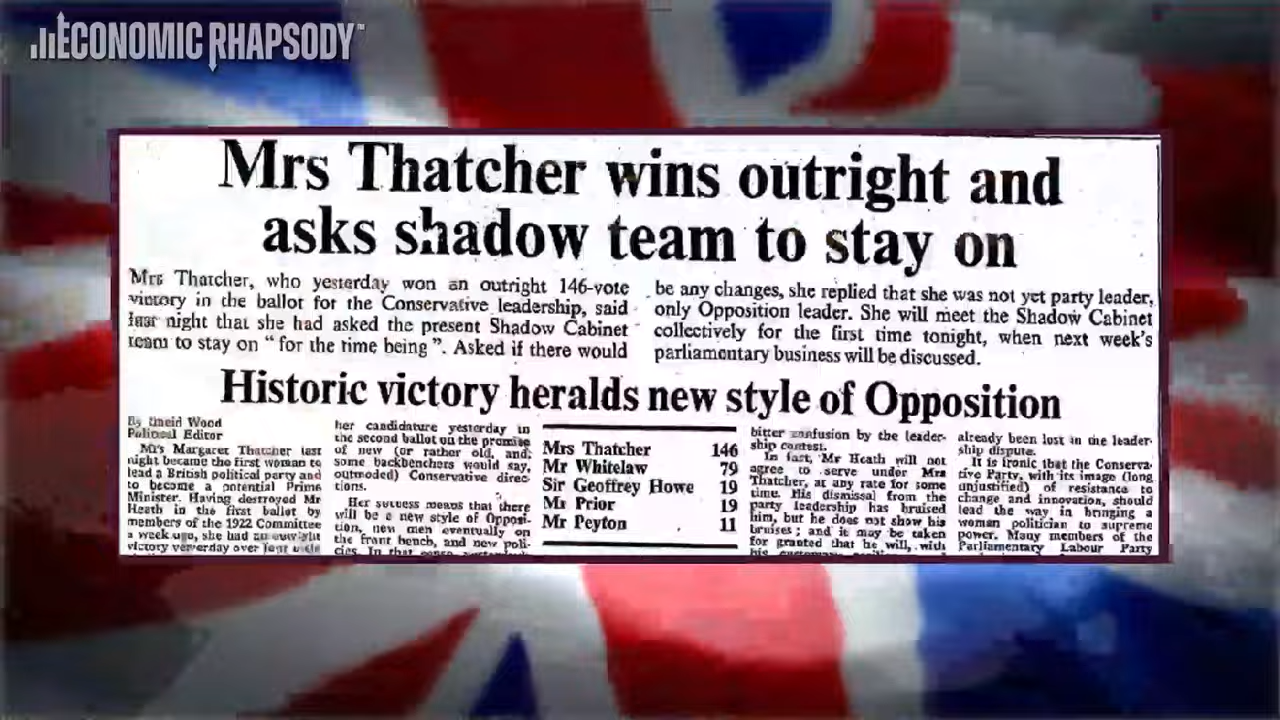 ECONOMIC RHAPSODY™
Mrs Thatcher wins outright and
asks shadow team to stay on
Mrs Thatcher, who yesterday won an outright 146-vote
victory in the ballot for the Conservative leadership, said
last night that she had asked the present Shadow Cabinet
team to stay on “ for the time being ”. Asked if there would
be any changes, she replied that she was not yet party leader,
only Opposition leader. She will meet the Shadow Cabinet
collectively for the first time tonight, when next week's
parliamentary business will be discussed.
Historic victory heralds new style of Opposition
By Wood
Political Editor
Mrs Margaret Thatcher last
night became the first woman to
lead a British political party and
to become a potential Prime
Minister. Having destroyed Mr
Heath in the first ballot by
members of the 1922 Committee
a week ago, she had an outright
victory yesterday over four
her candidature yesterday in
the second ballot on the promise
of new (or rather old, and,
some backbenchers would say,
outmoded) Conservative direc-
tions.
Her success means that there
will be a new style of Opposi-
tion, new men eventually on
the front bench, and new poli-
cies. In that sense, yesterday's
Mrs Thatcher 146
Mr Whitelaw 79
Sir Geoffrey Howe 19
Mr Prior 19
Mr Peyton 11
bitter confusion by the leader-
ship contest.
In fact, Mr Heath will not
agree to serve under Mrs
Thatcher, at any rate for some
time. His dismissal from the
party leadership has bruised
him, but he does not show his
bruises ; and it may be taken
for granted that he will, with
his customary
already been lost in the leader-
ship dispute.
It is ironic that the Conserva-
tive Party, with its image (long
unjustified) of resistance to
change and innovation, should
lead the way in bringing a
woman politician to supreme
power. Many members of the
Parliamentary Labour Party